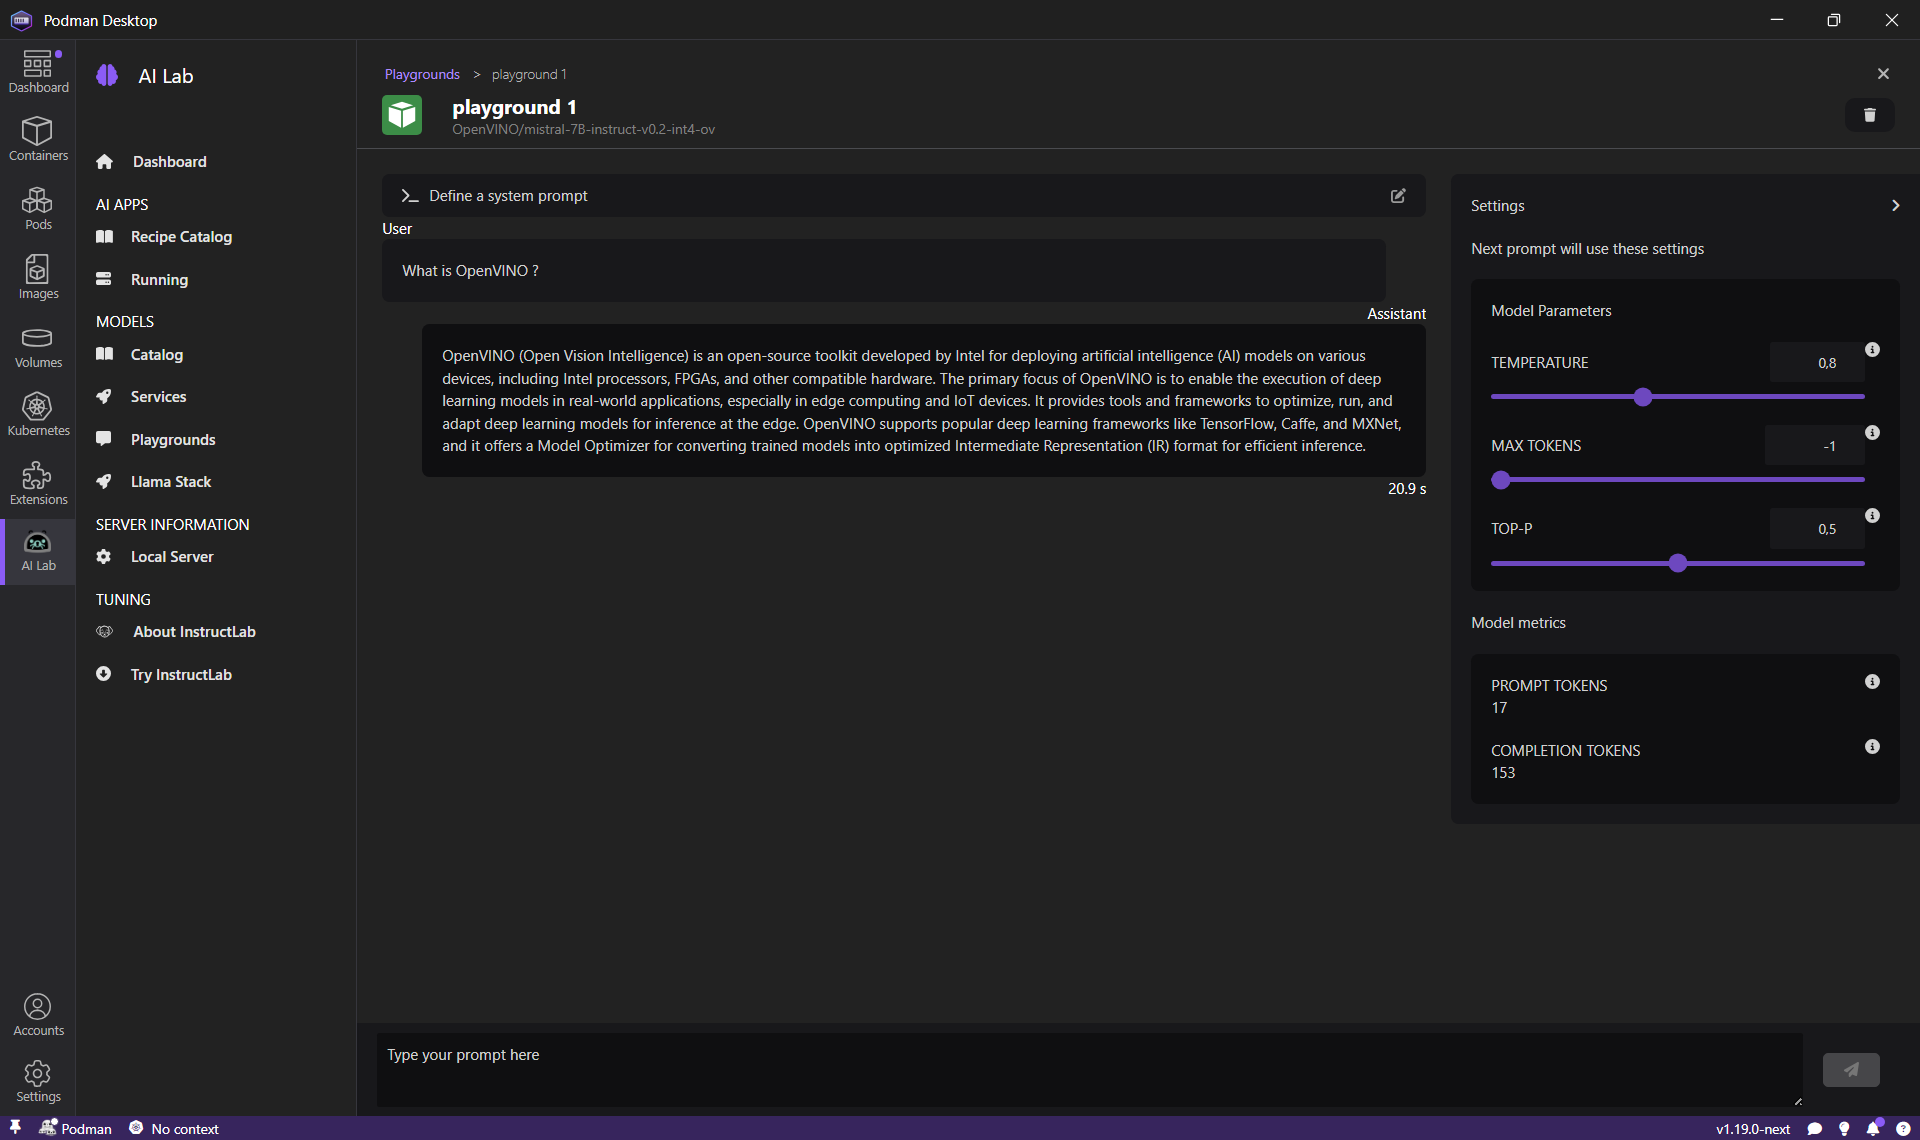 Podman Desktop
Dashboard
Containers
Pods
Images
Volumes
Kubernetes
Extensions
AI Lab
Accounts
Settings
AI Lab
Dashboard
AI APPS
Recipe Catalog
Running
MODELS
Catalog
Services
Playgrounds
Llama Stack
SERVER INFORMATION
Local Server
TUNING
About InstructLab
Try InstructLab
Playgrounds > playground 1
playground 1
OpenVINO/mistral-7B-instruct-v0.2-int4-ov
Define a system prompt
User
What is OpenVINO ?
Assistant
OpenVINO (Open Vision Intelligence) is an open-source toolkit developed by Intel for deploying artificial intelligence (AI) models on various
devices, including Intel processors, FPGAs, and other compatible hardware. The primary focus of OpenVINO is to enable the execution of deep
learning models in real-world applications, especially in edge computing and IoT devices. It provides tools and frameworks to optimize, run, and
adapt deep learning models for inference at the edge. OpenVINO supports popular deep learning frameworks like TensorFlow, Caffe, and MXNet,
and it offers a Model Optimizer for converting trained models into optimized Intermediate Representation (IR) format for efficient inference.
20.9 s
Settings
Next prompt will use these settings
Model Parameters
TEMPERATURE 0,8
MAX TOKENS -1
TOP-P 0,5
Model metrics
PROMPT TOKENS
17
COMPLETION TOKENS
153
Type your prompt here
Podman No context v1.19.0-next